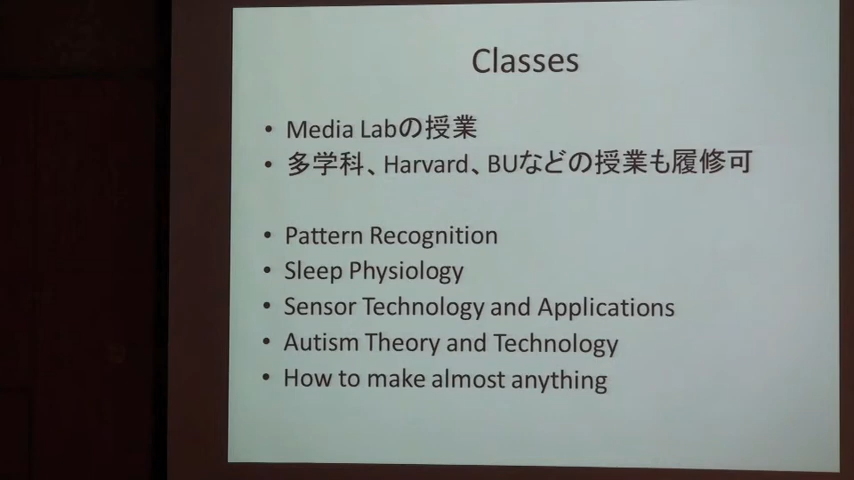 Classes
• Media Labの授業
• 多学科、Harvard、BUなどの授業も履修可
• Pattern Recognition
• Sleep Physiology
• Sensor Technology and Applications
• Autism Theory and Technology
• How to make almost anything